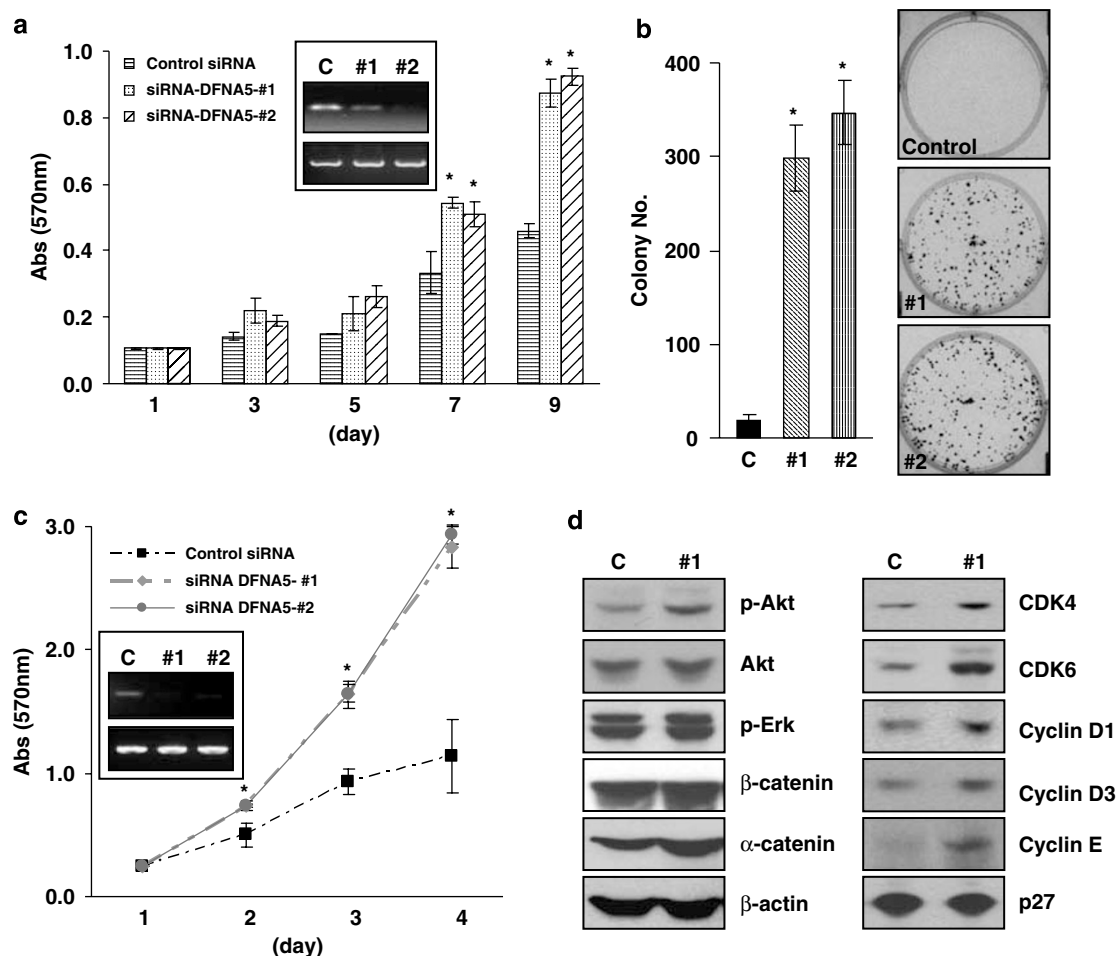 a
Abs (570nm)
1.0
0.8
0.6
0.4
0.2
0.0
Control siRNA
siRNA-DFNA5-#1
siRNA-DFNA5-#2
C #1 #2
* *
* *
1 3 5 7 9
(day)
b
Colony No.
400
300
200
100
0
*
*
C #1 #2
Control
#1
#2
c
Abs (570nm)
3.0
2.0
1.0
0.0
Control siRNA
siRNA DFNA5- #1
siRNA DFNA5-#2
C #1 #2
*
*
*
1 2 3 4
(day)
d
C #1
p-Akt
Akt
p-Erk
β-catenin
α-catenin
β-actin
C #1
CDK4
CDK6
Cyclin D1
Cyclin D3
Cyclin E
p27